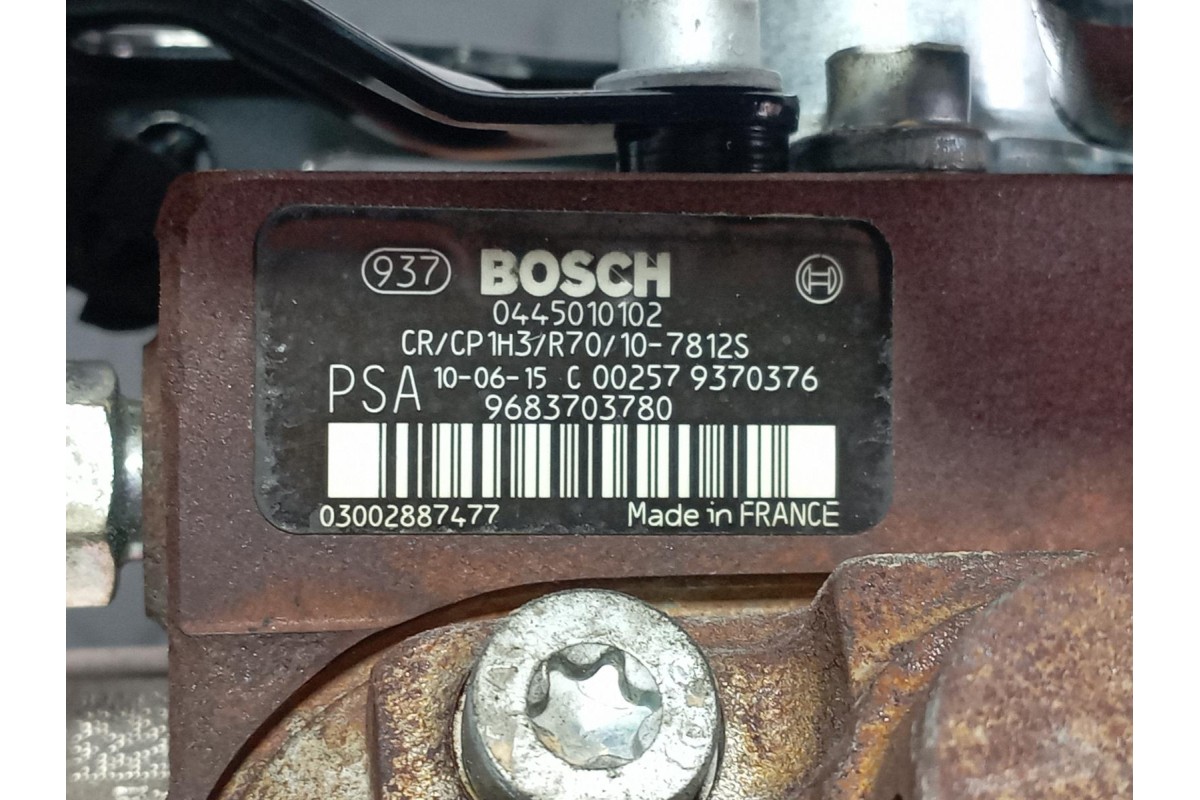 937 BOSCH
0445010102
CR/CP1H3/R70/10-7812S
PSA 10-06-15 C 00257 9370376
9683703780
03002887477 Made in FRANCE